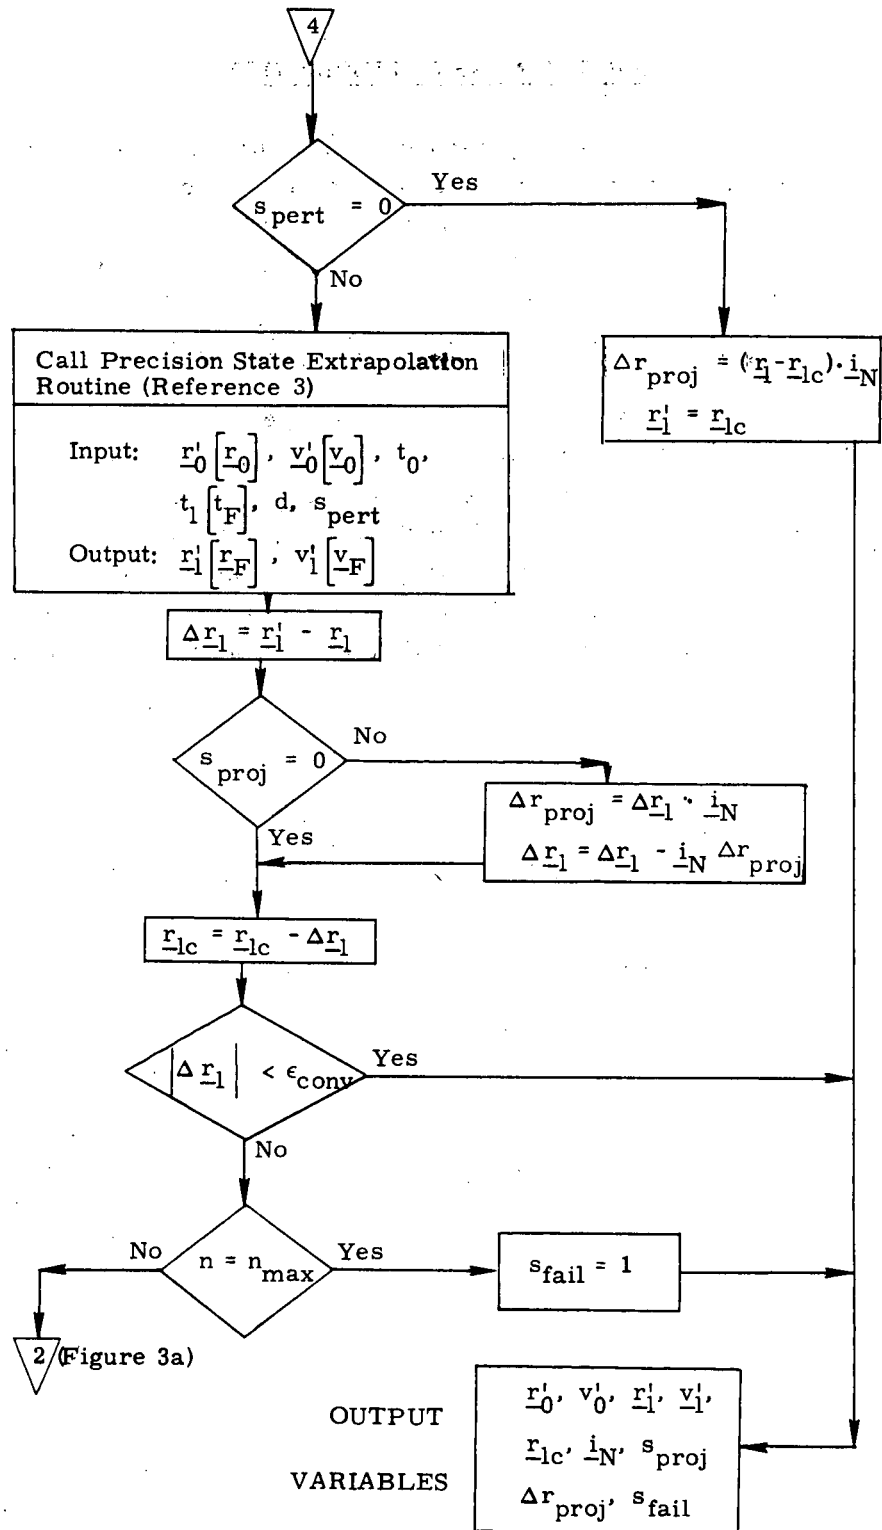 4
s_pert = 0
Yes
No
Δr_proj = (r_1 - r_1c) · i_N
r'_1 = r_1c
Call Precision State Extrapolation
Routine (Reference 3)
Input: r'_0 [r_0], v'_0 [v_0], t_0,
t_1 [t_F], d, s_pert
Output: r'_1 [r_F], v'_1 [v_F]
Δr_1 = r'_1 - r_1
s_proj = 0
No
Yes
Δr_proj = Δr_1 · i_N
Δr_1 = Δr_1 - i_N Δr_proj
r_1c = r_1c - Δr_1
|Δr_1| < ϵ_conv
Yes
No
n = n_max
No
Yes
s_fail = 1
2 (Figure 3a)
OUTPUT
VARIABLES
r'_0, v'_0, r'_1, v'_1,
r_1c, i_N, s_proj
Δr_proj, s_fail